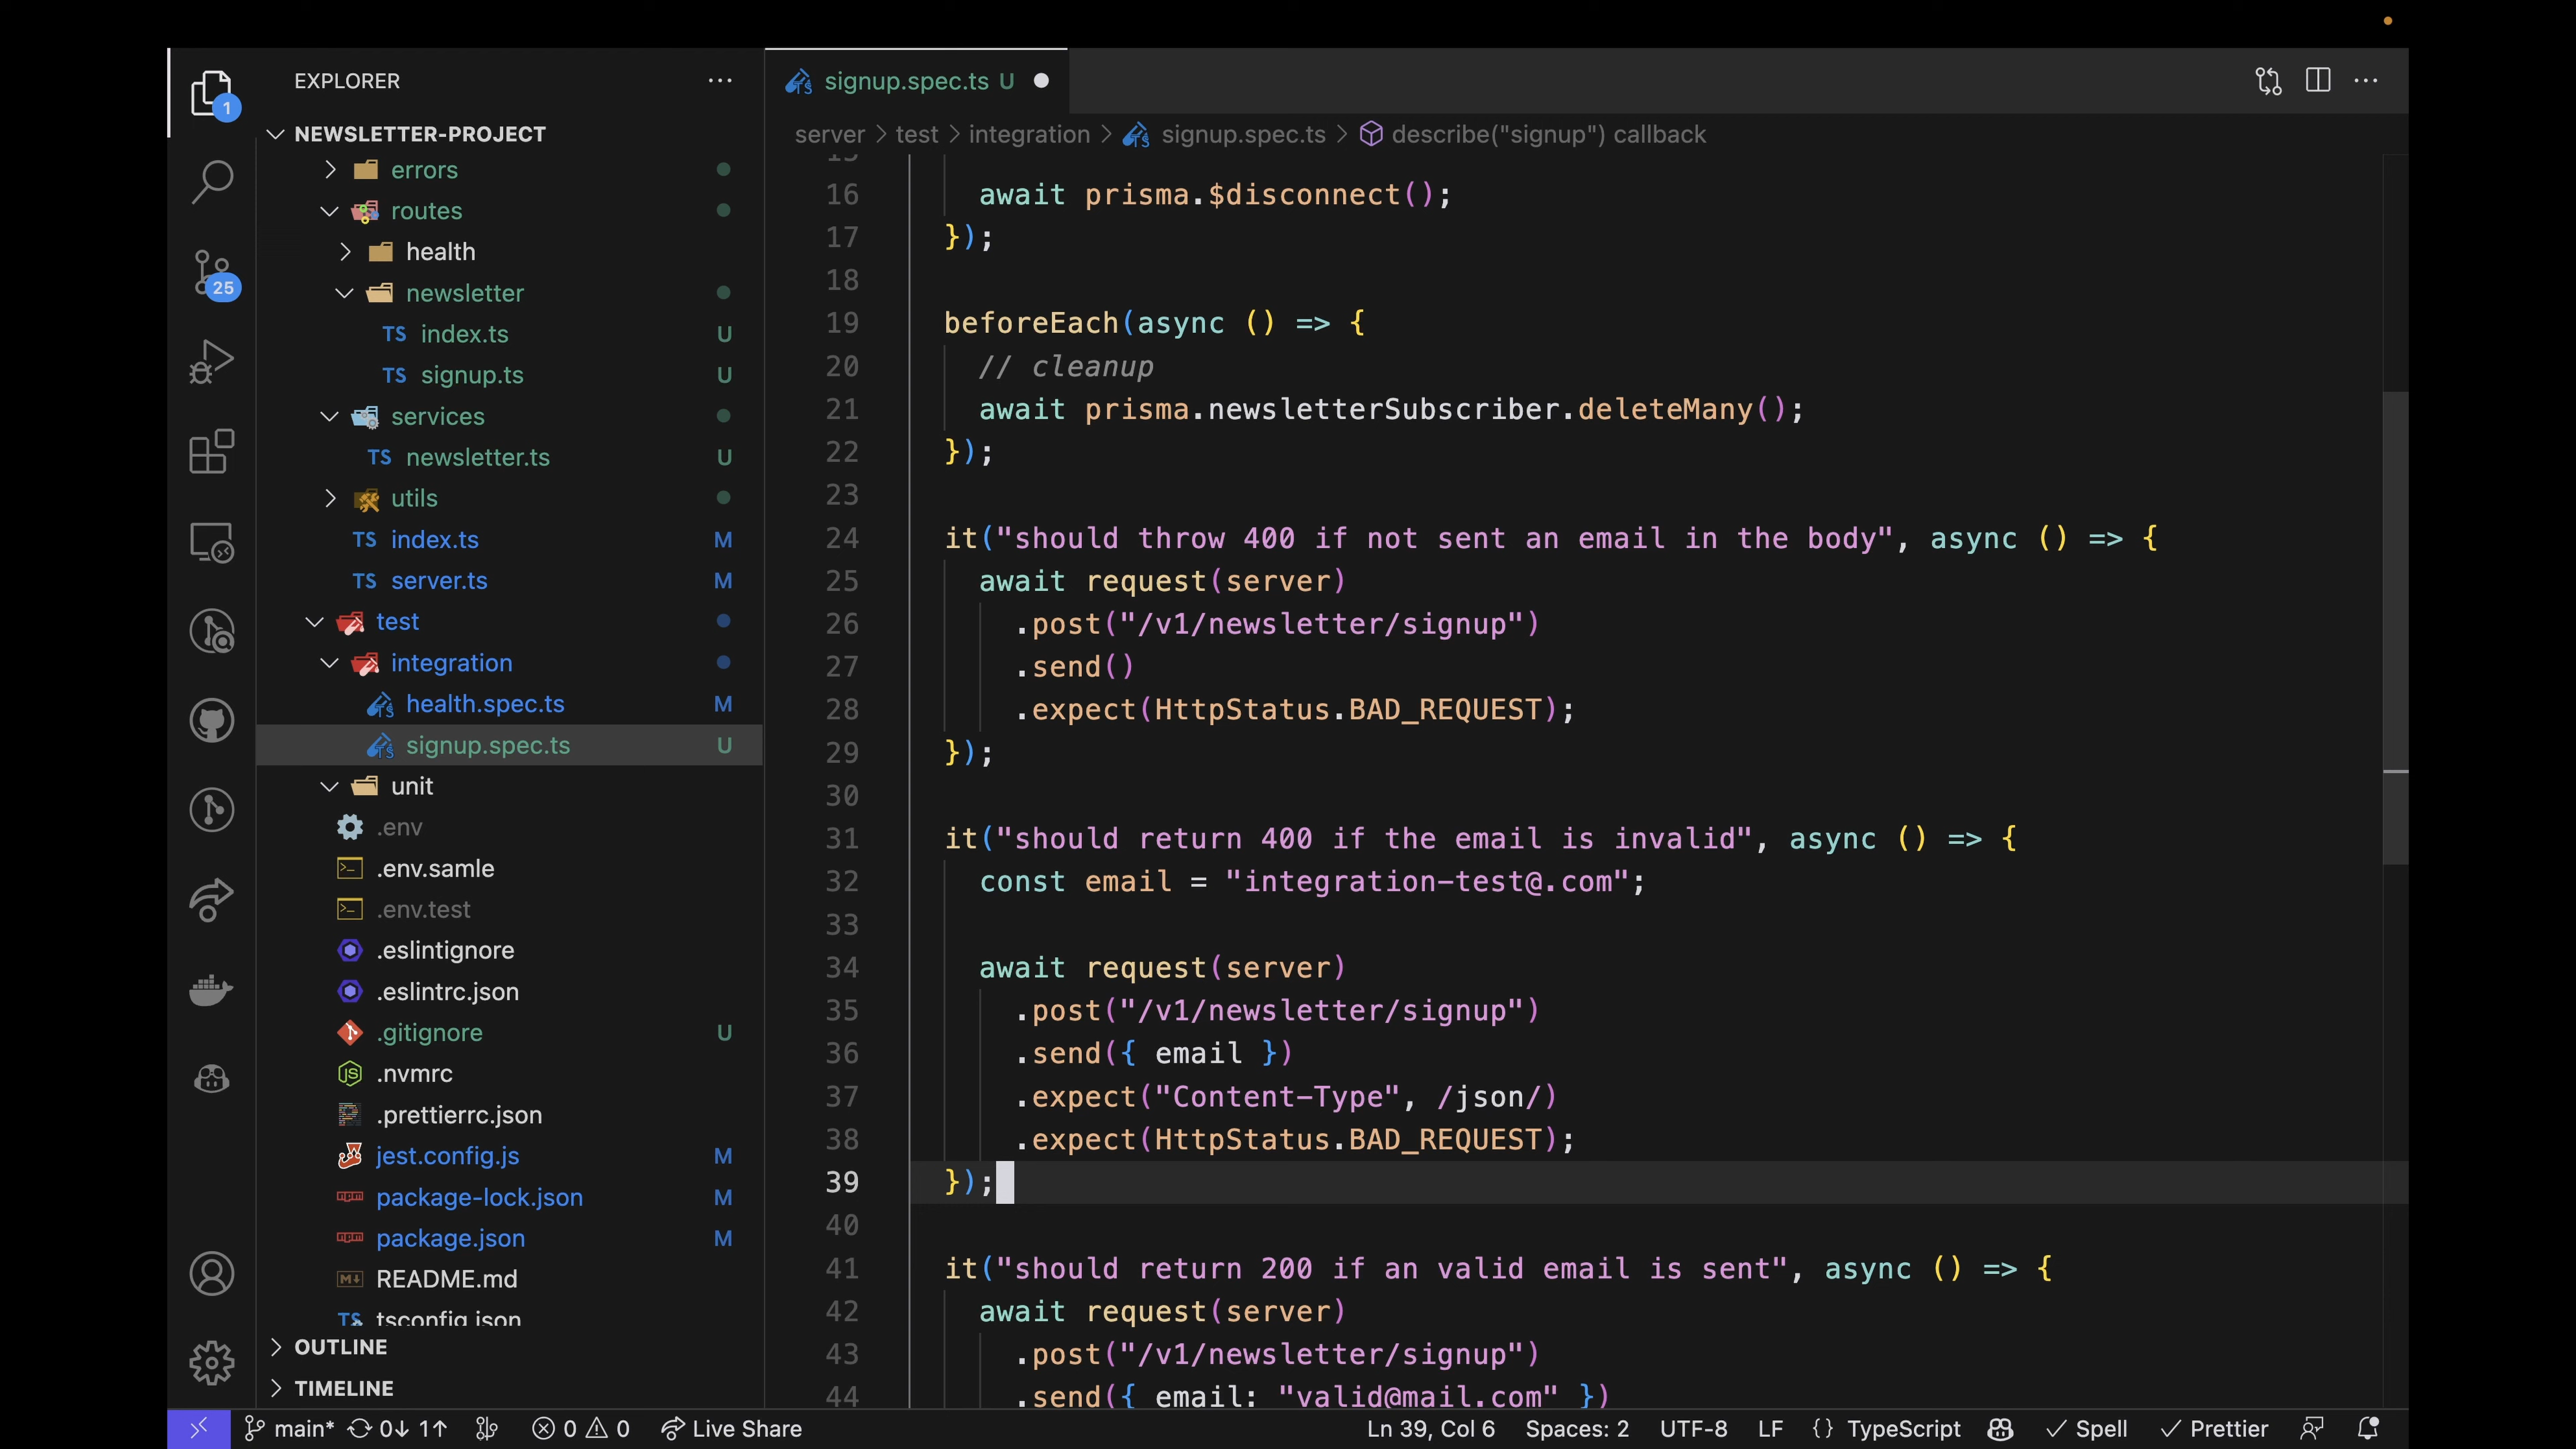 EXPLORER
NEWSLETTER-PROJECT
errors
routes
health
newsletter
TS index.ts U
TS signup.ts U
services
TS newsletter.ts U
utils
TS index.ts M
TS server.ts M
test
integration
health.spec.ts M
signup.spec.ts U
unit
.env
.env.samle
.env.test
.eslintignore
.eslintrc.json
.gitignore U
.nvmrc
.prettierrc.json
jest.config.js M
package-lock.json M
package.json M
README.md
tsconfig.json
OUTLINE
TIMELINE
1
25
signup.spec.ts U
server > test > integration > signup.spec.ts > describe("signup") callback
15
16 await prisma.$disconnect();
17 });
18
19 beforeEach(async () => {
20 // cleanup
21 await prisma.newsletterSubscriber.deleteMany();
22 });
23
24 it("should throw 400 if not sent an email in the body", async () => {
25 await request(server)
26 .post("/v1/newsletter/signup")
27 .send()
28 .expect(HttpStatus.BAD_REQUEST);
29 });
30
31 it("should return 400 if the email is invalid", async () => {
32 const email = "integration-test@.com";
33
34 await request(server)
35 .post("/v1/newsletter/signup")
36 .send({ email })
37 .expect("Content-Type", /json/)
38 .expect(HttpStatus.BAD_REQUEST);
39 });
40
41 it("should return 200 if an valid email is sent", async () => {
42 await request(server)
43 .post("/v1/newsletter/signup")
44 .send({ email: "valid@mail.com" })
main* 0↓ 1↑ 0 0 Live Share Ln 39, Col 6 Spaces: 2 UTF-8 LF {} TypeScript Spell Prettier